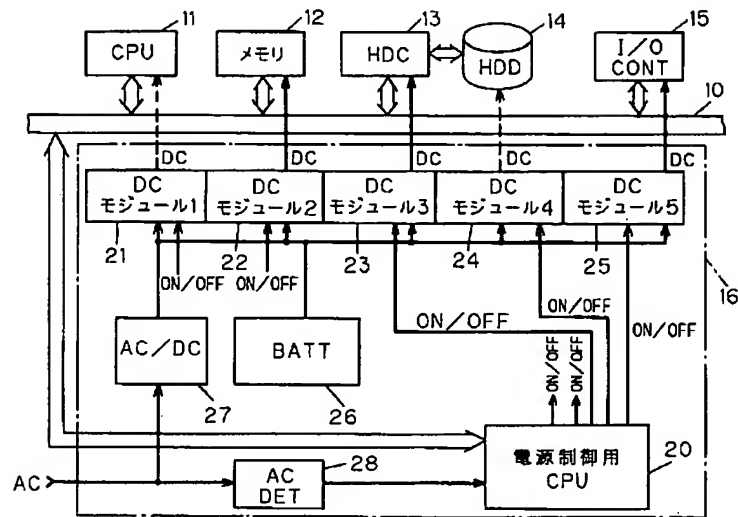 11
12
13
14
15
CPU
メモリ
HDC
HDD
I/O
CONT
10
DC
DC
DC
DC
DC
DC
モジュール1
DC
モジュール2
DC
モジュール3
DC
モジュール4
DC
モジュール5
21
22
23
24
25
16
ON/OFF
ON/OFF
ON/OFF
ON/OFF
ON/OFF
ON/OFF
AC/DC
BATT
27
26
28
電源制御用
CPU
20
AC
AC
DET